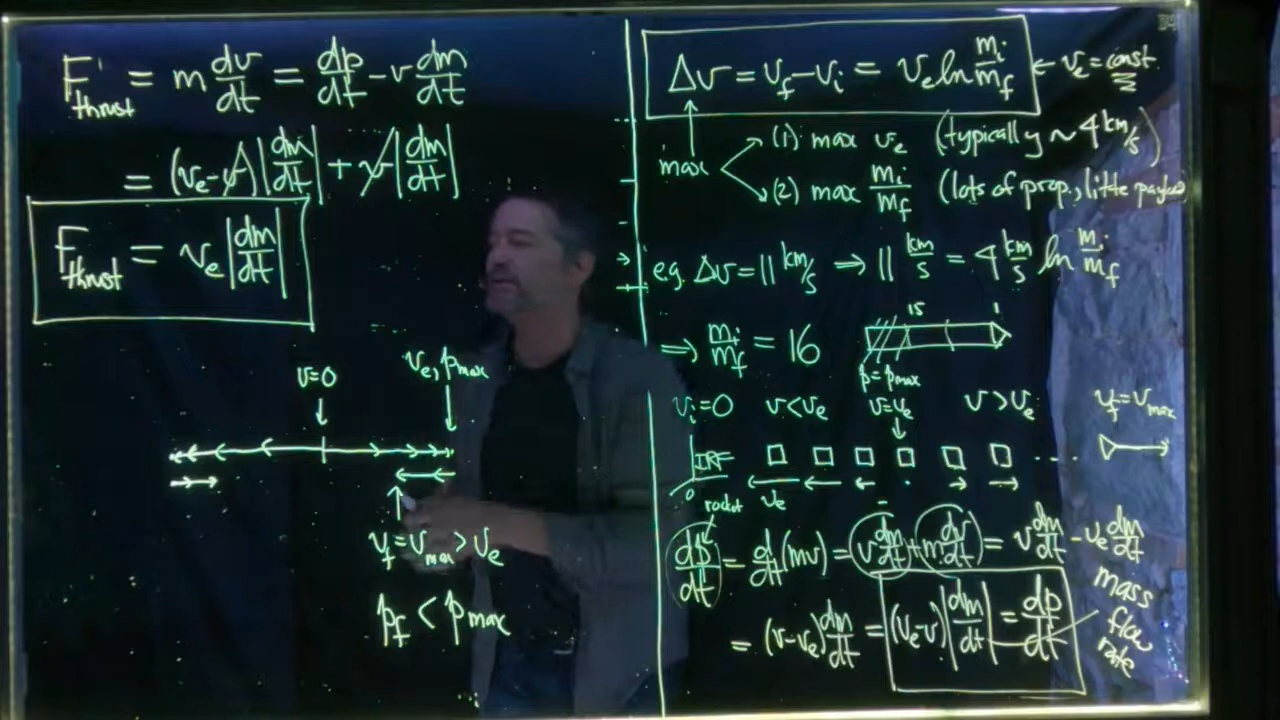 F_thrust = m dv/dt = dp/dt - v dm/dt
= (v_e - v)|dm/dt| + v|dm/dt|
F_thrust = v_e |dm/dt|
v=0
v_e, p_max
v_f = v_max > v_e
p_f < p_max
Δv = v_f - v_i = v_e ln m_i/m_f ← v_e = const.
max
(1) max v_e (typically ~ 4 km/s)
(2) max m_i/m_f (lots of prop., little payload)
e.g. Δv = 11 km/s ⇒ 11 km/s = 4 km/s ln m_i/m_f
⇒ m_i/m_f = 16
15 1
p = p_max
v_i=0 v<v_e v=v_e v>v_e v_f=v_max
IRF
0 v_e
rocket
dp/dt = d/dt (mv) = v dm/dt + m dv/dt = v dm/dt - v_e dm/dt
= (v-v_e) dm/dt = (v_e-v)|dm/dt| = dp/dt
mass
flow
rate